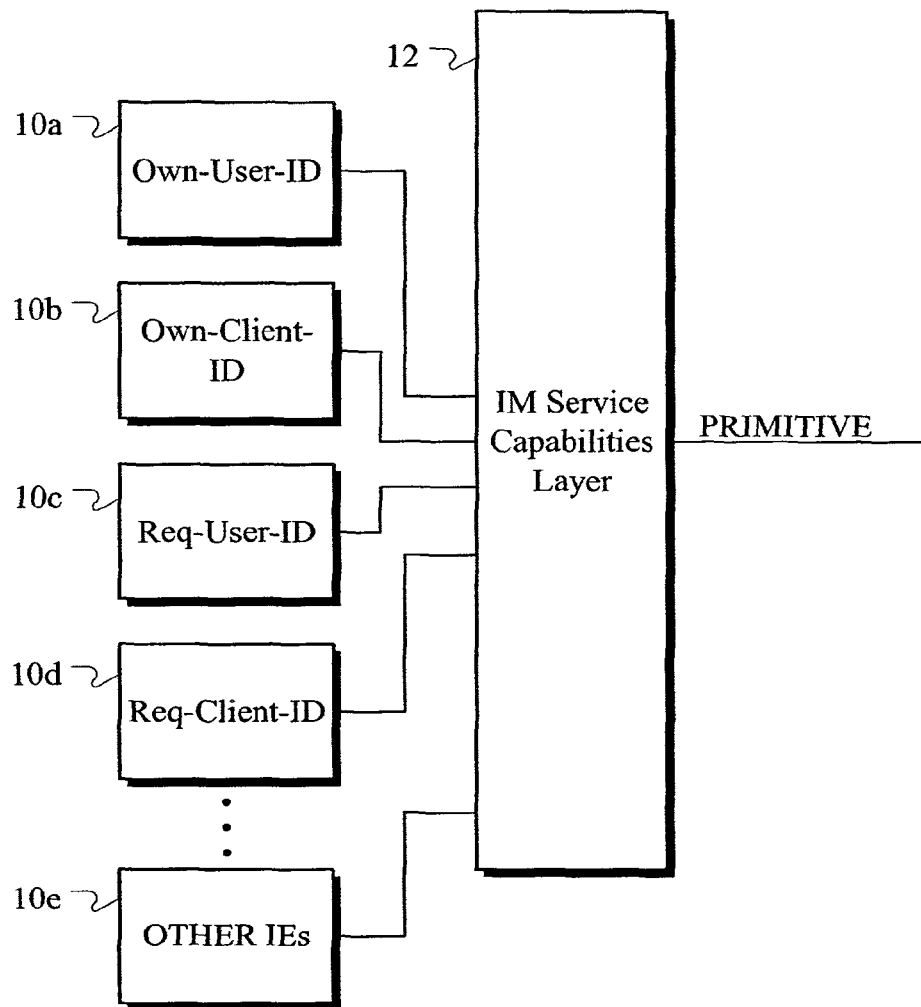 12
10a
Own-User-ID
10b
Own-Client-
ID
10c
Req-User-ID
10d
Req-Client-ID
10e
OTHER IEs
IM Service
Capabilities
Layer
PRIMITIVE